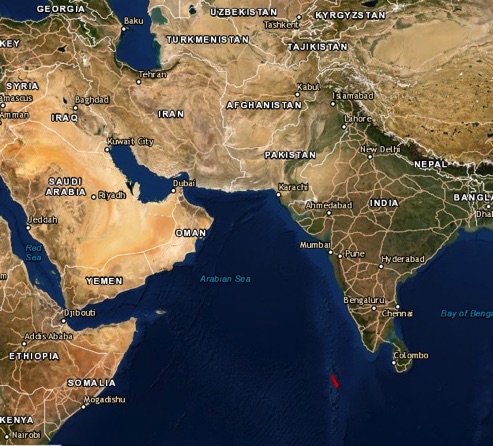 GEORGIA
UZBEKISTAN
KYRGYZSTAN
Baku
Tashkent
KEY
TURKMENISTAN
TAJIKISTAN
Tehran
SYRIA
Kabul
Islamabad
amascus
Baghdad
AFGHANISTAN
Amman
IRAQ
IRAN
Lahore
Kuwait City
New Delhi
PAKISTAN
NEPAL
SAUDI
ARABIA
Riyadh
Dubai
Karachi
Ahmedabad
INDIA
BANGLA
Dhak
Jeddah
OMAN
Red
Sea
Mumbai
Pune
Hyderabad
YEMEN
Arabian Sea
m
Bengaluru
Chennai
Bay of Beng
Djibouti
Addis Ababa
ETHIOPIA
Colombo
SOMALIA
Mogadishu
KENYA
Nairobi